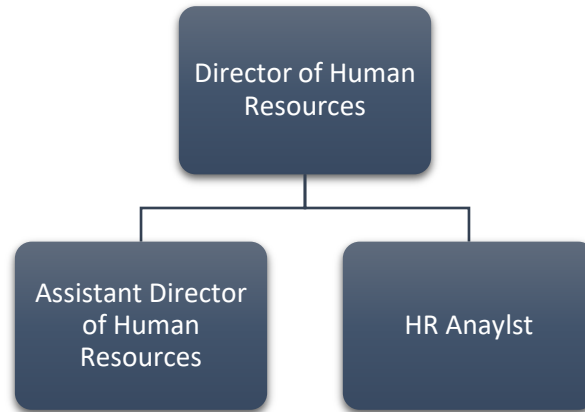 Director of Human
Resources
Assistant Director
of Human
Resources
HR Anaylst